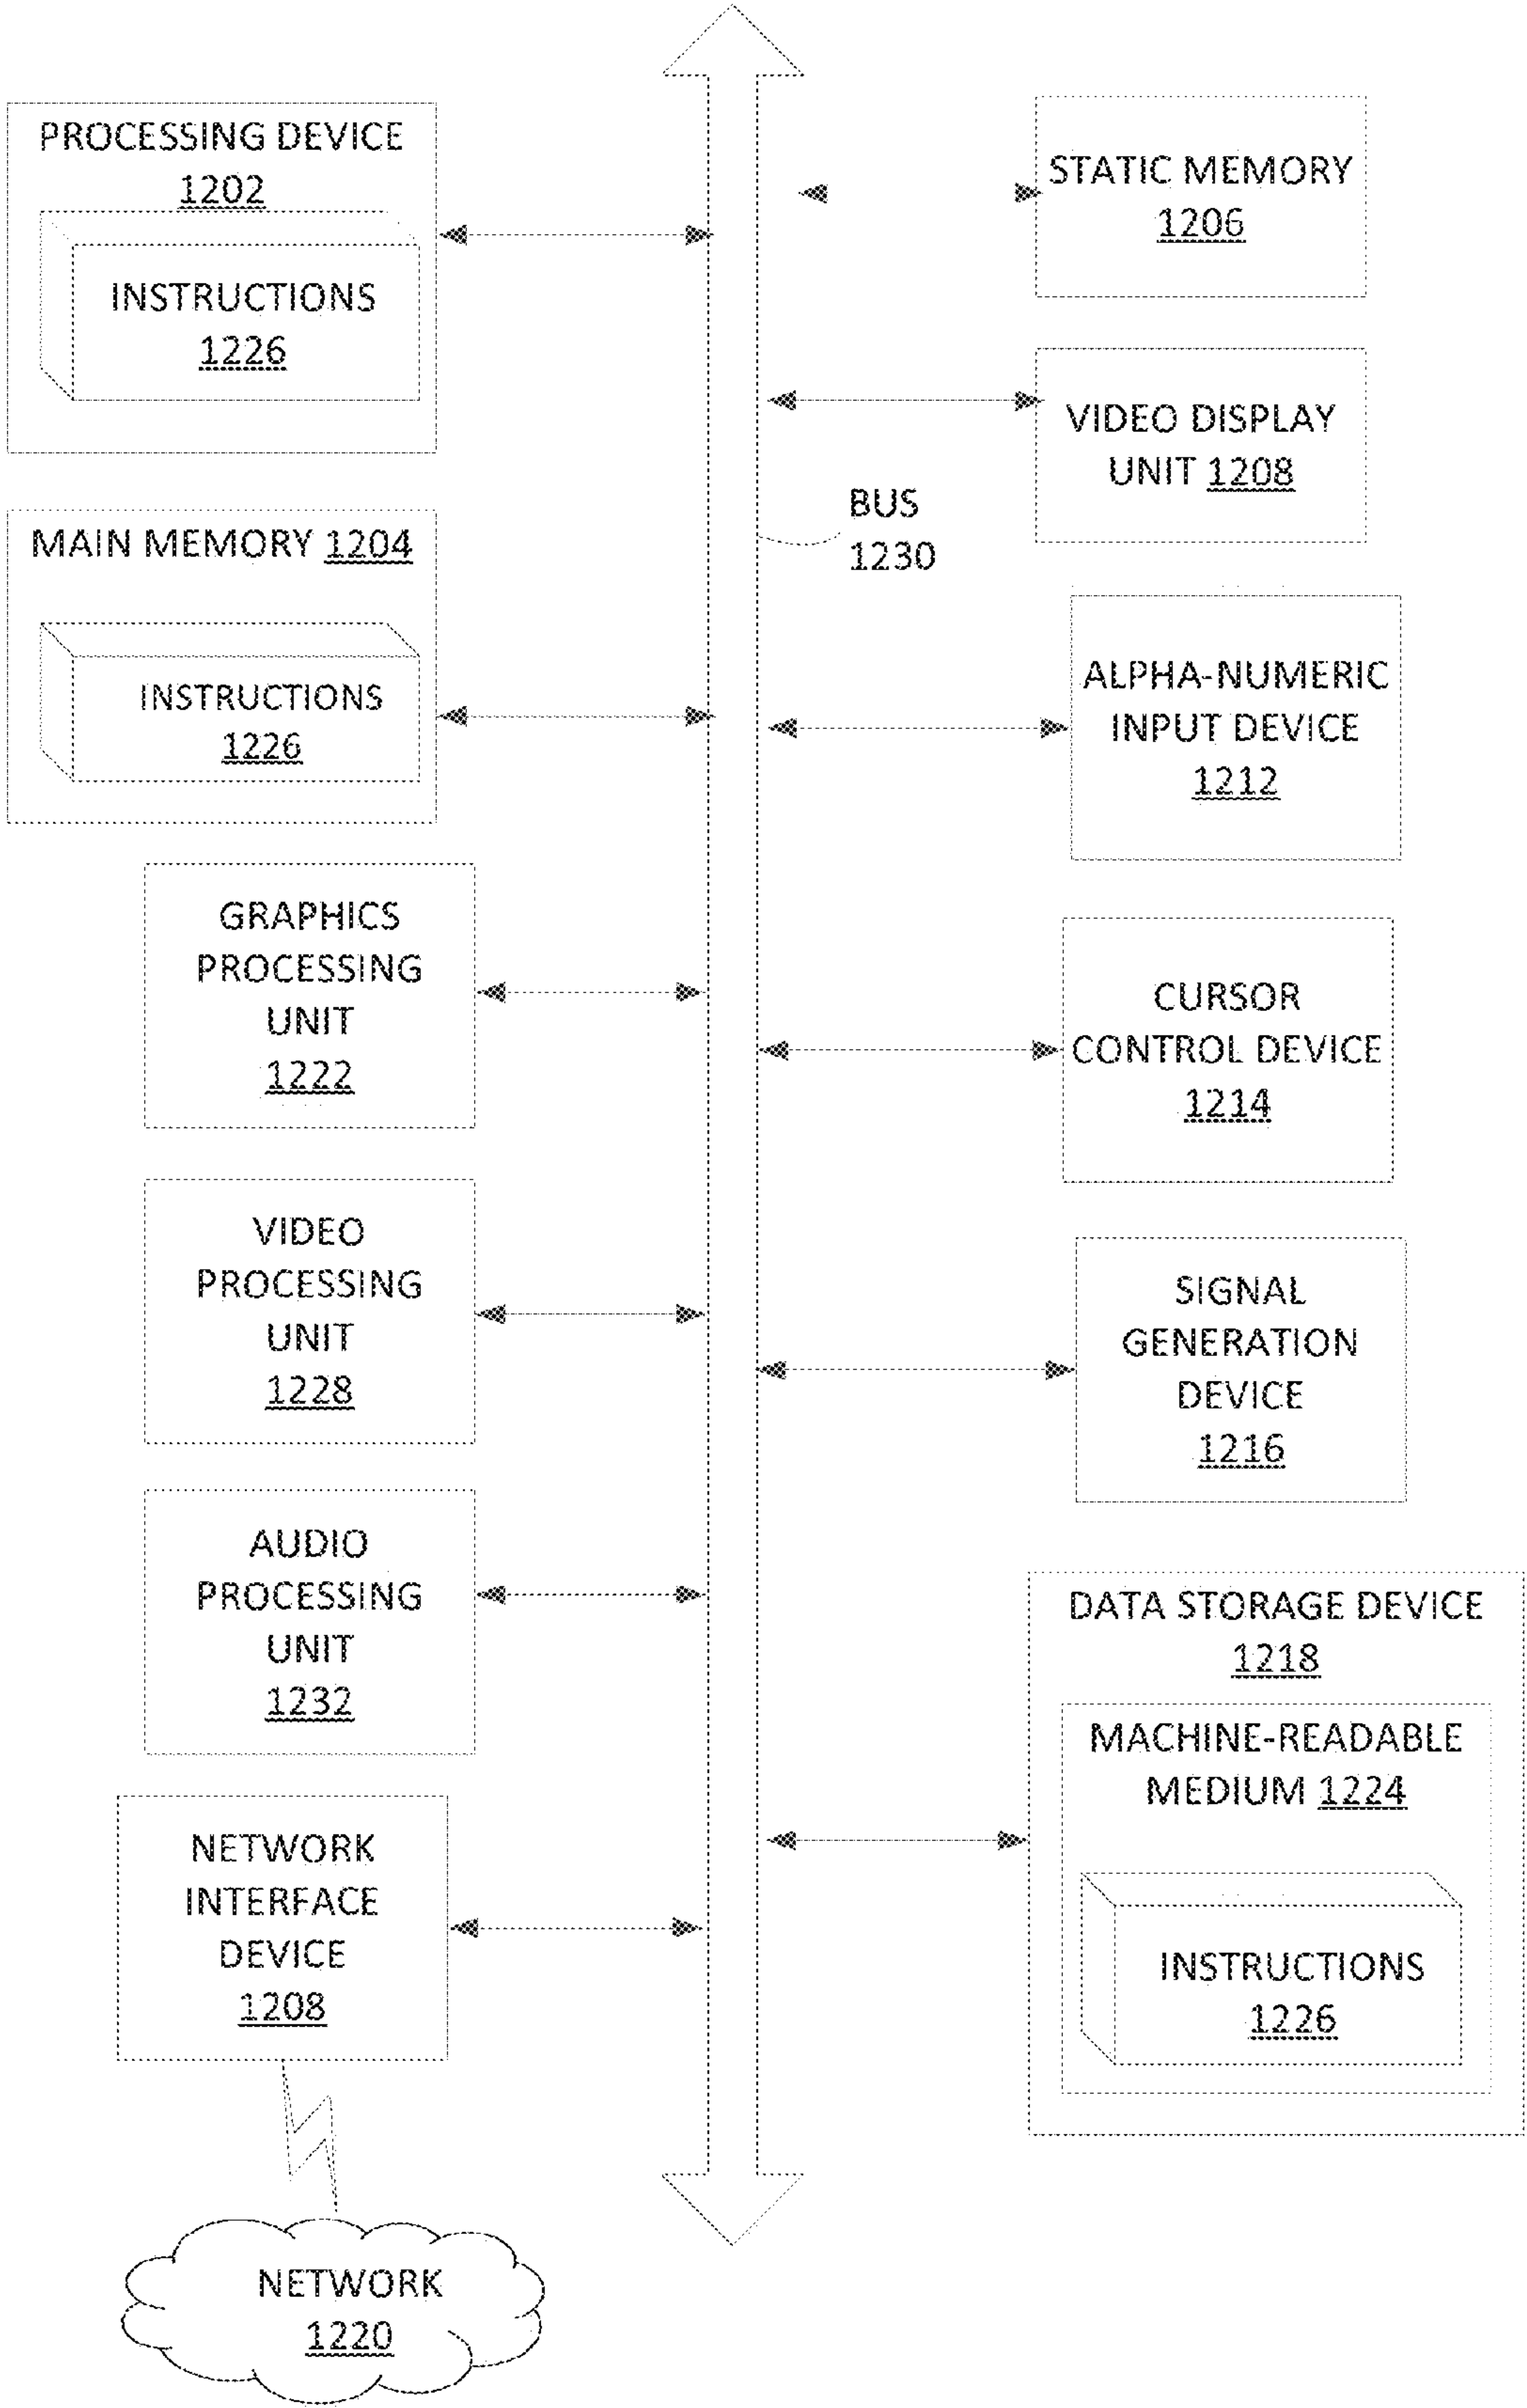 PROCESSING DEVICE
1202
INSTRUCTIONS
1226
MAIN MEMORY 1204
INSTRUCTIONS
1226
GRAPHICS
PROCESSING
UNIT
1222
VIDEO
PROCESSING
UNIT
1228
AUDIO
PROCESSING
UNIT
1232
NETWORK
INTERFACE
DEVICE
1208
NETWORK
1220
BUS
1230
STATIC MEMORY
1206
VIDEO DISPLAY
UNIT 1208
ALPHA-NUMERIC
INPUT DEVICE
1212
CURSOR
CONTROL DEVICE
1214
SIGNAL
GENERATION
DEVICE
1216
DATA STORAGE DEVICE
1218
MACHINE-READABLE
MEDIUM 1224
INSTRUCTIONS
1226